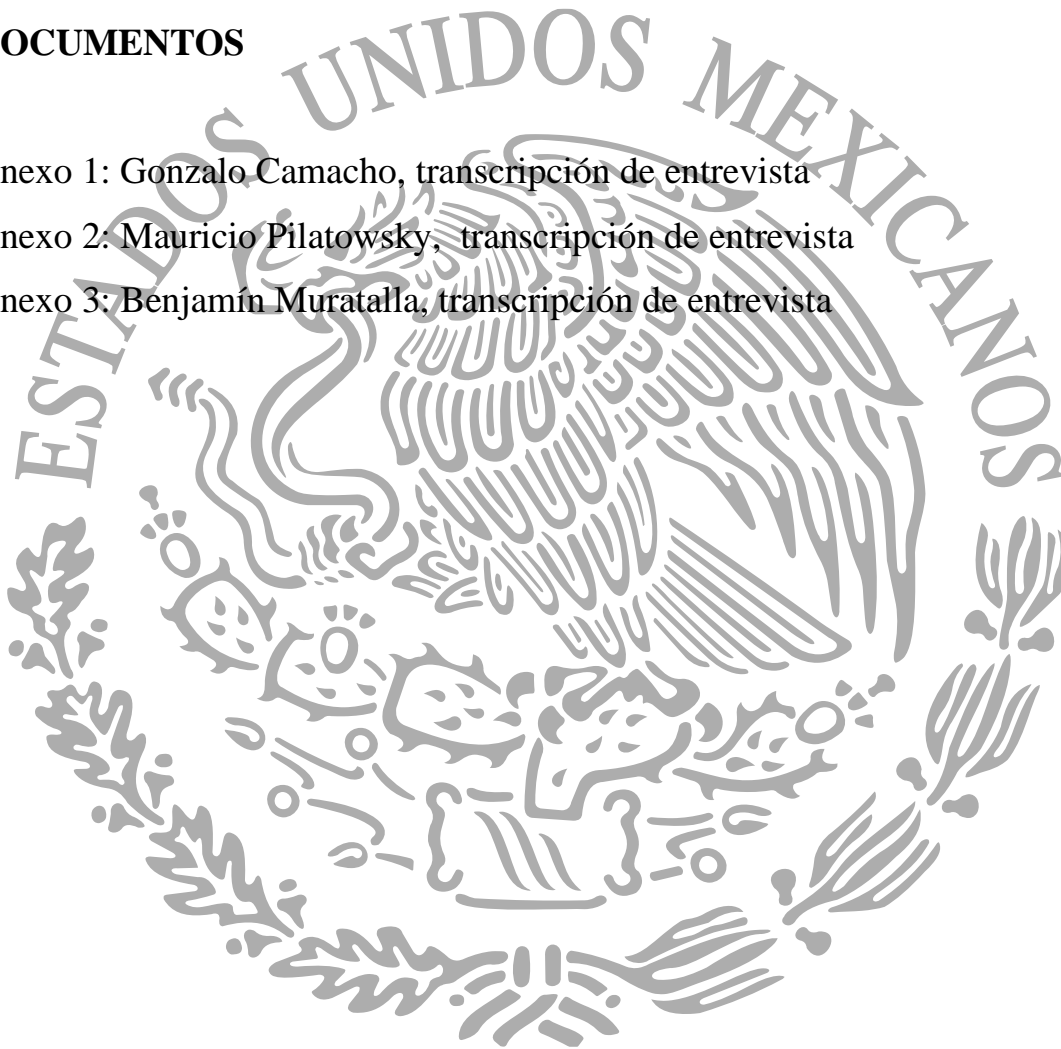 OCUMENTOS
ESTADOS UNIDOS MEXICANOS
nexo 1: Gonzalo Camacho, transcripción de entrevista
nexo 2: Mauricio Pilatowsky, transcripción de entrevista
nexo 3: Benjamín Muratalla, transcripción de entrevista